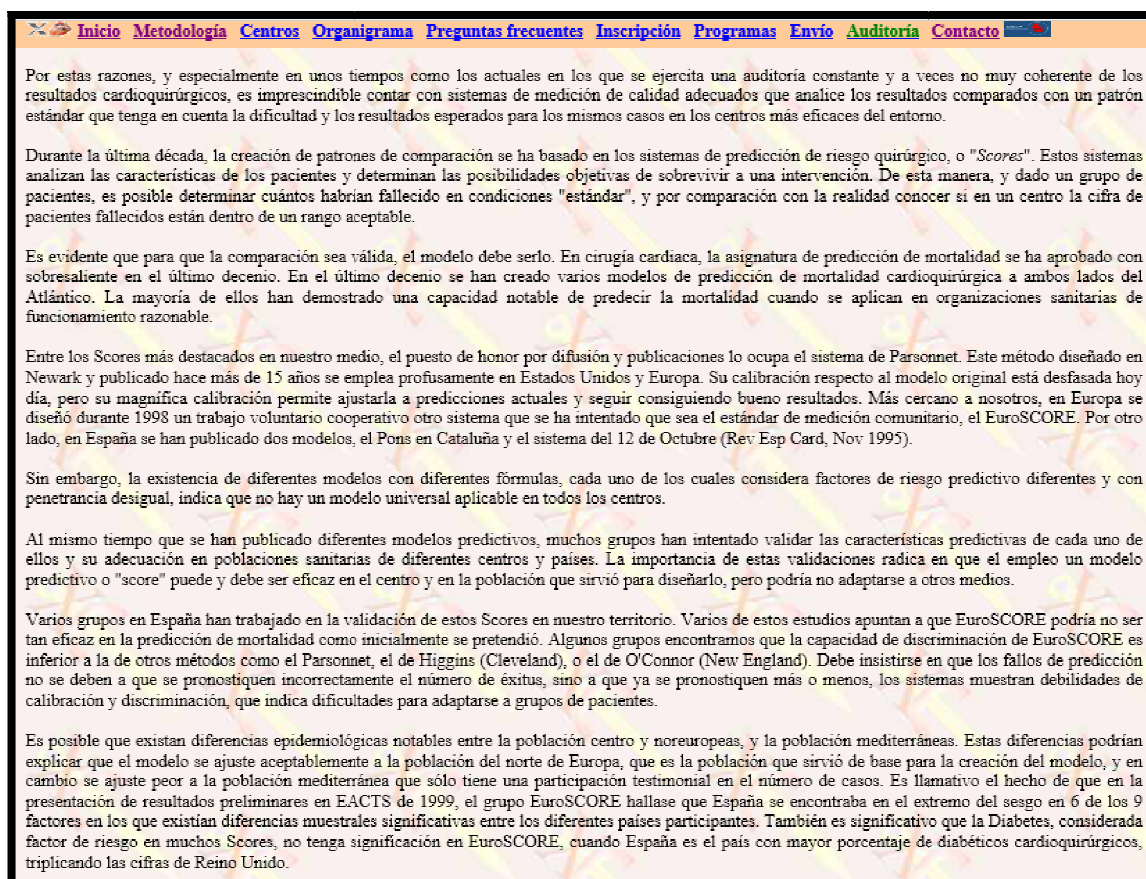 Inicio Metodología Centros Organigrama Preguntas frecuentes Inscripción Programas Envío Auditoría Contacto
Por estas razones, y especialmente en unos tiempos como los actuales en los que se ejercita una auditoría constante y a veces no muy coherente de los
resultados cardioquirúrgicos, es imprescindible contar con sistemas de medición de calidad adecuados que analice los resultados comparados con un patrón
estándar que tenga en cuenta la dificultad y los resultados esperados para los mismos casos en los centros más eficaces del entorno.
Durante la última década, la creación de patrones de comparación se ha basado en los sistemas de predicción de riesgo quirúrgico, o "Scores". Estos sistemas
analizan las características de los pacientes y determinan las posibilidades objetivas de sobrevivir a una intervención. De esta manera, y dado un grupo de
pacientes, es posible determinar cuántos habrían fallecido en condiciones "estándar", y por comparación con la realidad conocer si en un centro la cifra de
pacientes fallecidos están dentro de un rango aceptable.
Es evidente que para que la comparación sea válida, el modelo debe serlo. En cirugía cardiaca, la asignatura de predicción de mortalidad se ha aprobado con
sobresaliente en el último decenio. En el último decenio se han creado varios modelos de predicción de mortalidad cardioquirúrgica a ambos lados del
Atlántico. La mayoría de ellos han demostrado una capacidad notable de predecir la mortalidad cuando se aplican en organizaciones sanitarias de
funcionamiento razonable.
Entre los Scores más destacados en nuestro medio, el puesto de honor por difusión y publicaciones lo ocupa el sistema de Parsonnet. Este método diseñado en
Newark y publicado hace más de 15 años se emplea profusamente en Estados Unidos y Europa. Su calibración respecto al modelo original está desfasada hoy
día, pero su magnífica calibración permite ajustarla a predicciones actuales y seguir consiguiendo bueno resultados. Más cercano a nosotros, en Europa se
diseñó durante 1998 un trabajo voluntario cooperativo otro sistema que se ha intentado que sea el estándar de medición comunitario, el EuroSCORE. Por otro
lado, en España se han publicado dos modelos, el Pons en Cataluña y el sistema del 12 de Octubre (Rev Esp Card, Nov 1995).
Sin embargo, la existencia de diferentes modelos con diferentes fórmulas, cada uno de los cuales considera factores de riesgo predictivo diferentes y con
penetrancia desigual, indica que no hay un modelo universal aplicable en todos los centros.
Al mismo tiempo que se han publicado diferentes modelos predictivos, muchos grupos han intentado validar las características predictivas de cada uno de
ellos y su adecuación en poblaciones sanitarias de diferentes centros y países. La importancia de estas validaciones radica en que el empleo un modelo
predictivo o "score" puede y debe ser eficaz en el centro y en la población que sirvió para diseñarlo, pero podría no adaptarse a otros medios.
Varios grupos en España han trabajado en la validación de estos Scores en nuestro territorio. Varios de estos estudios apuntan a que EuroSCORE podría no ser
tan eficaz en la predicción de mortalidad como inicialmente se pretendió. Algunos grupos encontramos que la capacidad de discriminación de EuroSCORE es
inferior a la de otros métodos como el Parsonnet, el de Higgins (Cleveland), o el de O'Connor (New England). Debe insistirse en que los fallos de predicción
no se deben a que se pronostiquen incorrectamente el número de éxitus, sino a que ya se pronostiquen más o menos, los sistemas muestran debilidades de
calibración y discriminación, que indica dificultades para adaptarse a grupos de pacientes.
Es posible que existan diferencias epidemiológicas notables entre la población centro y noreuropeas, y la población mediterráneas. Estas diferencias podrían
explicar que el modelo se ajuste aceptablemente a la población del norte de Europa, que es la población que sirvió de base para la creación del modelo, y en
cambio se ajuste peor a la población mediterránea que sólo tiene una participación testimonial en el número de casos. Es llamativo el hecho de que en la
presentación de resultados preliminares en EACTS de 1999, el grupo EuroSCORE hallase que España se encontraba en el extremo del sesgo en 6 de los 9
factores en los que existían diferencias muestrales significativas entre los diferentes países participantes. También es significativo que la Diabetes, considerada
factor de riesgo en muchos Scores, no tenga significación en EuroSCORE, cuando España es el país con mayor porcentaje de diabéticos cardioquirúrgicos,
triplicando las cifras de Reino Unido.